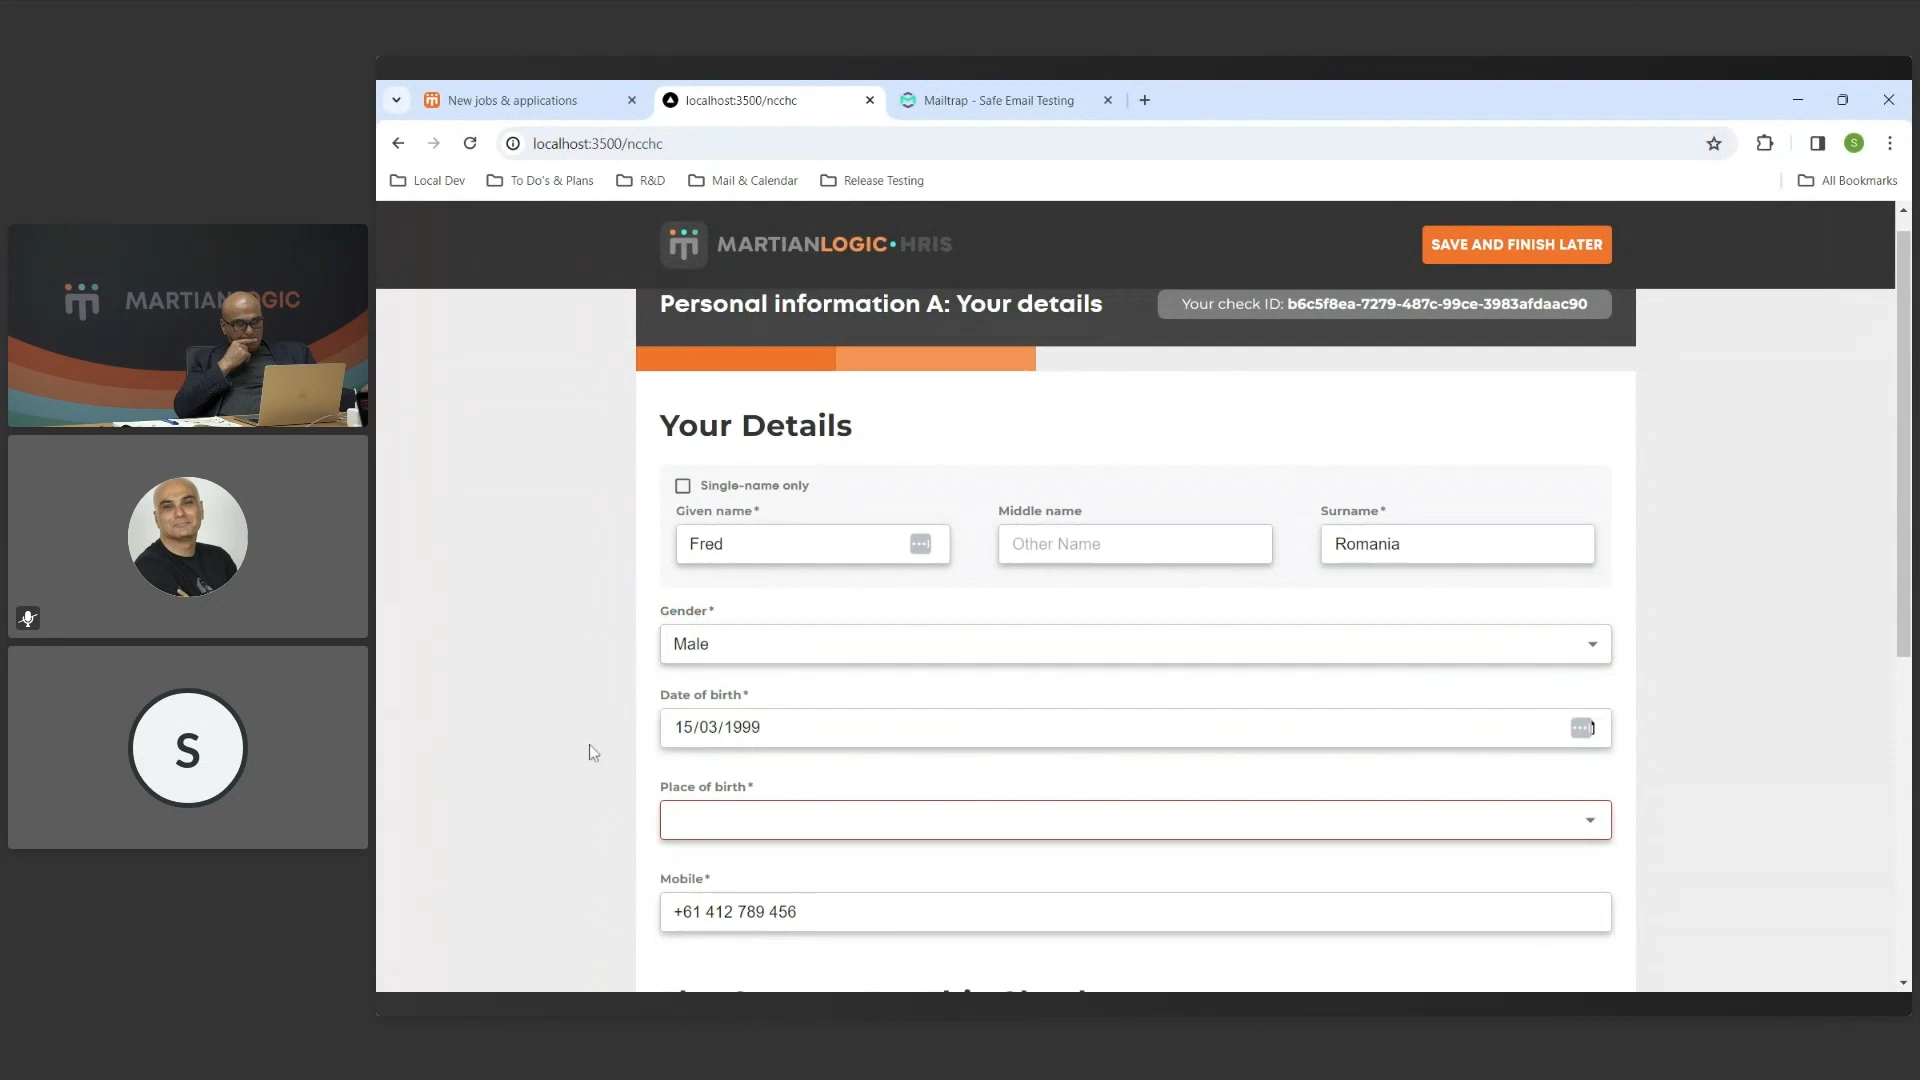 New jobs & applications
localhost:3500/ncchc
Mailtrap - Safe Email Testing
localhost:3500/ncchc
S
Local Dev
To Do's & Plans
R&D
Mail & Calendar
Release Testing
All Bookmarks
MARTIANLOGIC•HRIS
SAVE AND FINISH LATER
Personal information A: Your details
Your check ID: b6c5f8ea-7279-487c-99ce-3983afdaac90
Your Details
Single-name only
Given name*
Middle name
Surname*
Fred
Other Name
Romania
Gender*
Male
Date of birth*
15/03/1999
Place of birth*
Mobile*
+61 412 789 456
MARTIAN OGIC
S